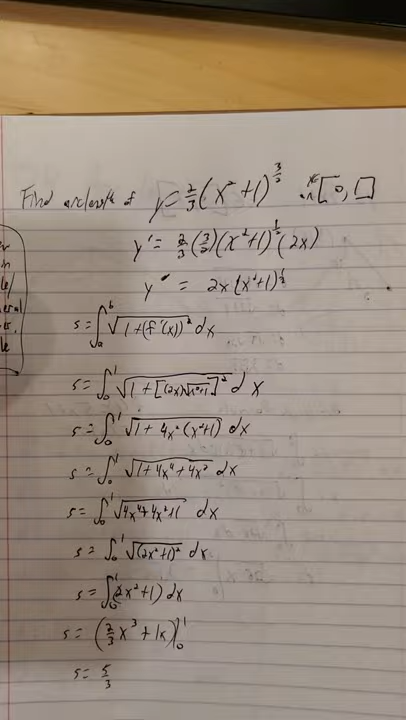 Find arclength of y = 2/3 (x² + 1)^(3/2) on [0, □]
y' = 2/3 (3/2) (x² + 1)^(1/2) (2x)
y' = 2x (x² + 1)^(1/2)
s = ∫_a^b √(1 + (f'(x))²) dx
s = ∫_0^1 √(1 + [(2x)√(x²+1)]²) dx
s = ∫_0^1 √(1 + 4x² (x² + 1)) dx
s = ∫_0^1 √(1 + 4x⁴ + 4x²) dx
s = ∫_0^1 √(4x⁴ + 4x² + 1) dx
s = ∫_0^1 √((2x² + 1)²) dx
s = ∫_0^1 (2x² + 1) dx
s = (2/3 x³ + 1x) |_0^1
s = 5/3